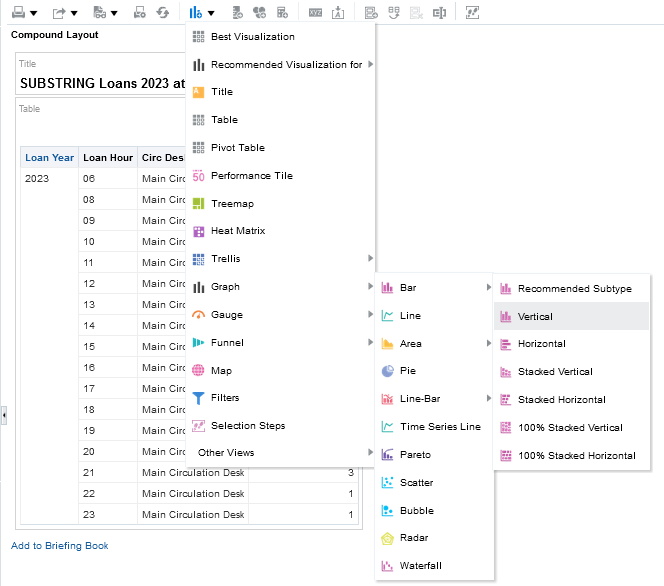 Compound Layout
Title
SUBSTRING Loans 2023 at
Table
Loan Year Loan Hour Circ Des
2023 06 Main Circ
08 Main Circ
09 Main Circ
10 Main Circ
11 Main Circ
12 Main Circ
13 Main Circ
14 Main Circ
15 Main Circ
16 Main Circ
17 Main Circ
18 Main Circ
19 Main Circ
20 Main Circ
21 Main Circulation Desk 3
22 Main Circulation Desk 1
23 Main Circulation Desk 1
Add to Briefing Book
Best Visualization
Recommended Visualization for
Title
Table
Pivot Table
50 Performance Tile
Treemap
Heat Matrix
Trellis
Graph
Gauge
Funnel
Map
Filters
Selection Steps
Other Views
Bar
Line
Area
Pie
Line-Bar
Time Series Line
Pareto
Scatter
Bubble
Radar
Waterfall
Recommended Subtype
Vertical
Horizontal
Stacked Vertical
Stacked Horizontal
100% Stacked Vertical
100% Stacked Horizontal